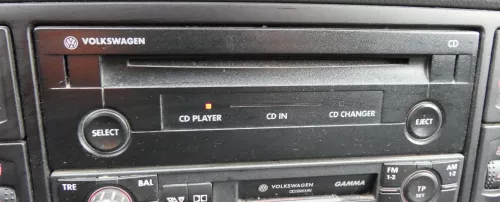 VOLKSWAGEN CD
CD PLAYER CD IN CD CHANGER
SELECT EJECT
TRE BAL VOLKSWAGEN GAMMA FM 1-2 TP SET AM 1-2